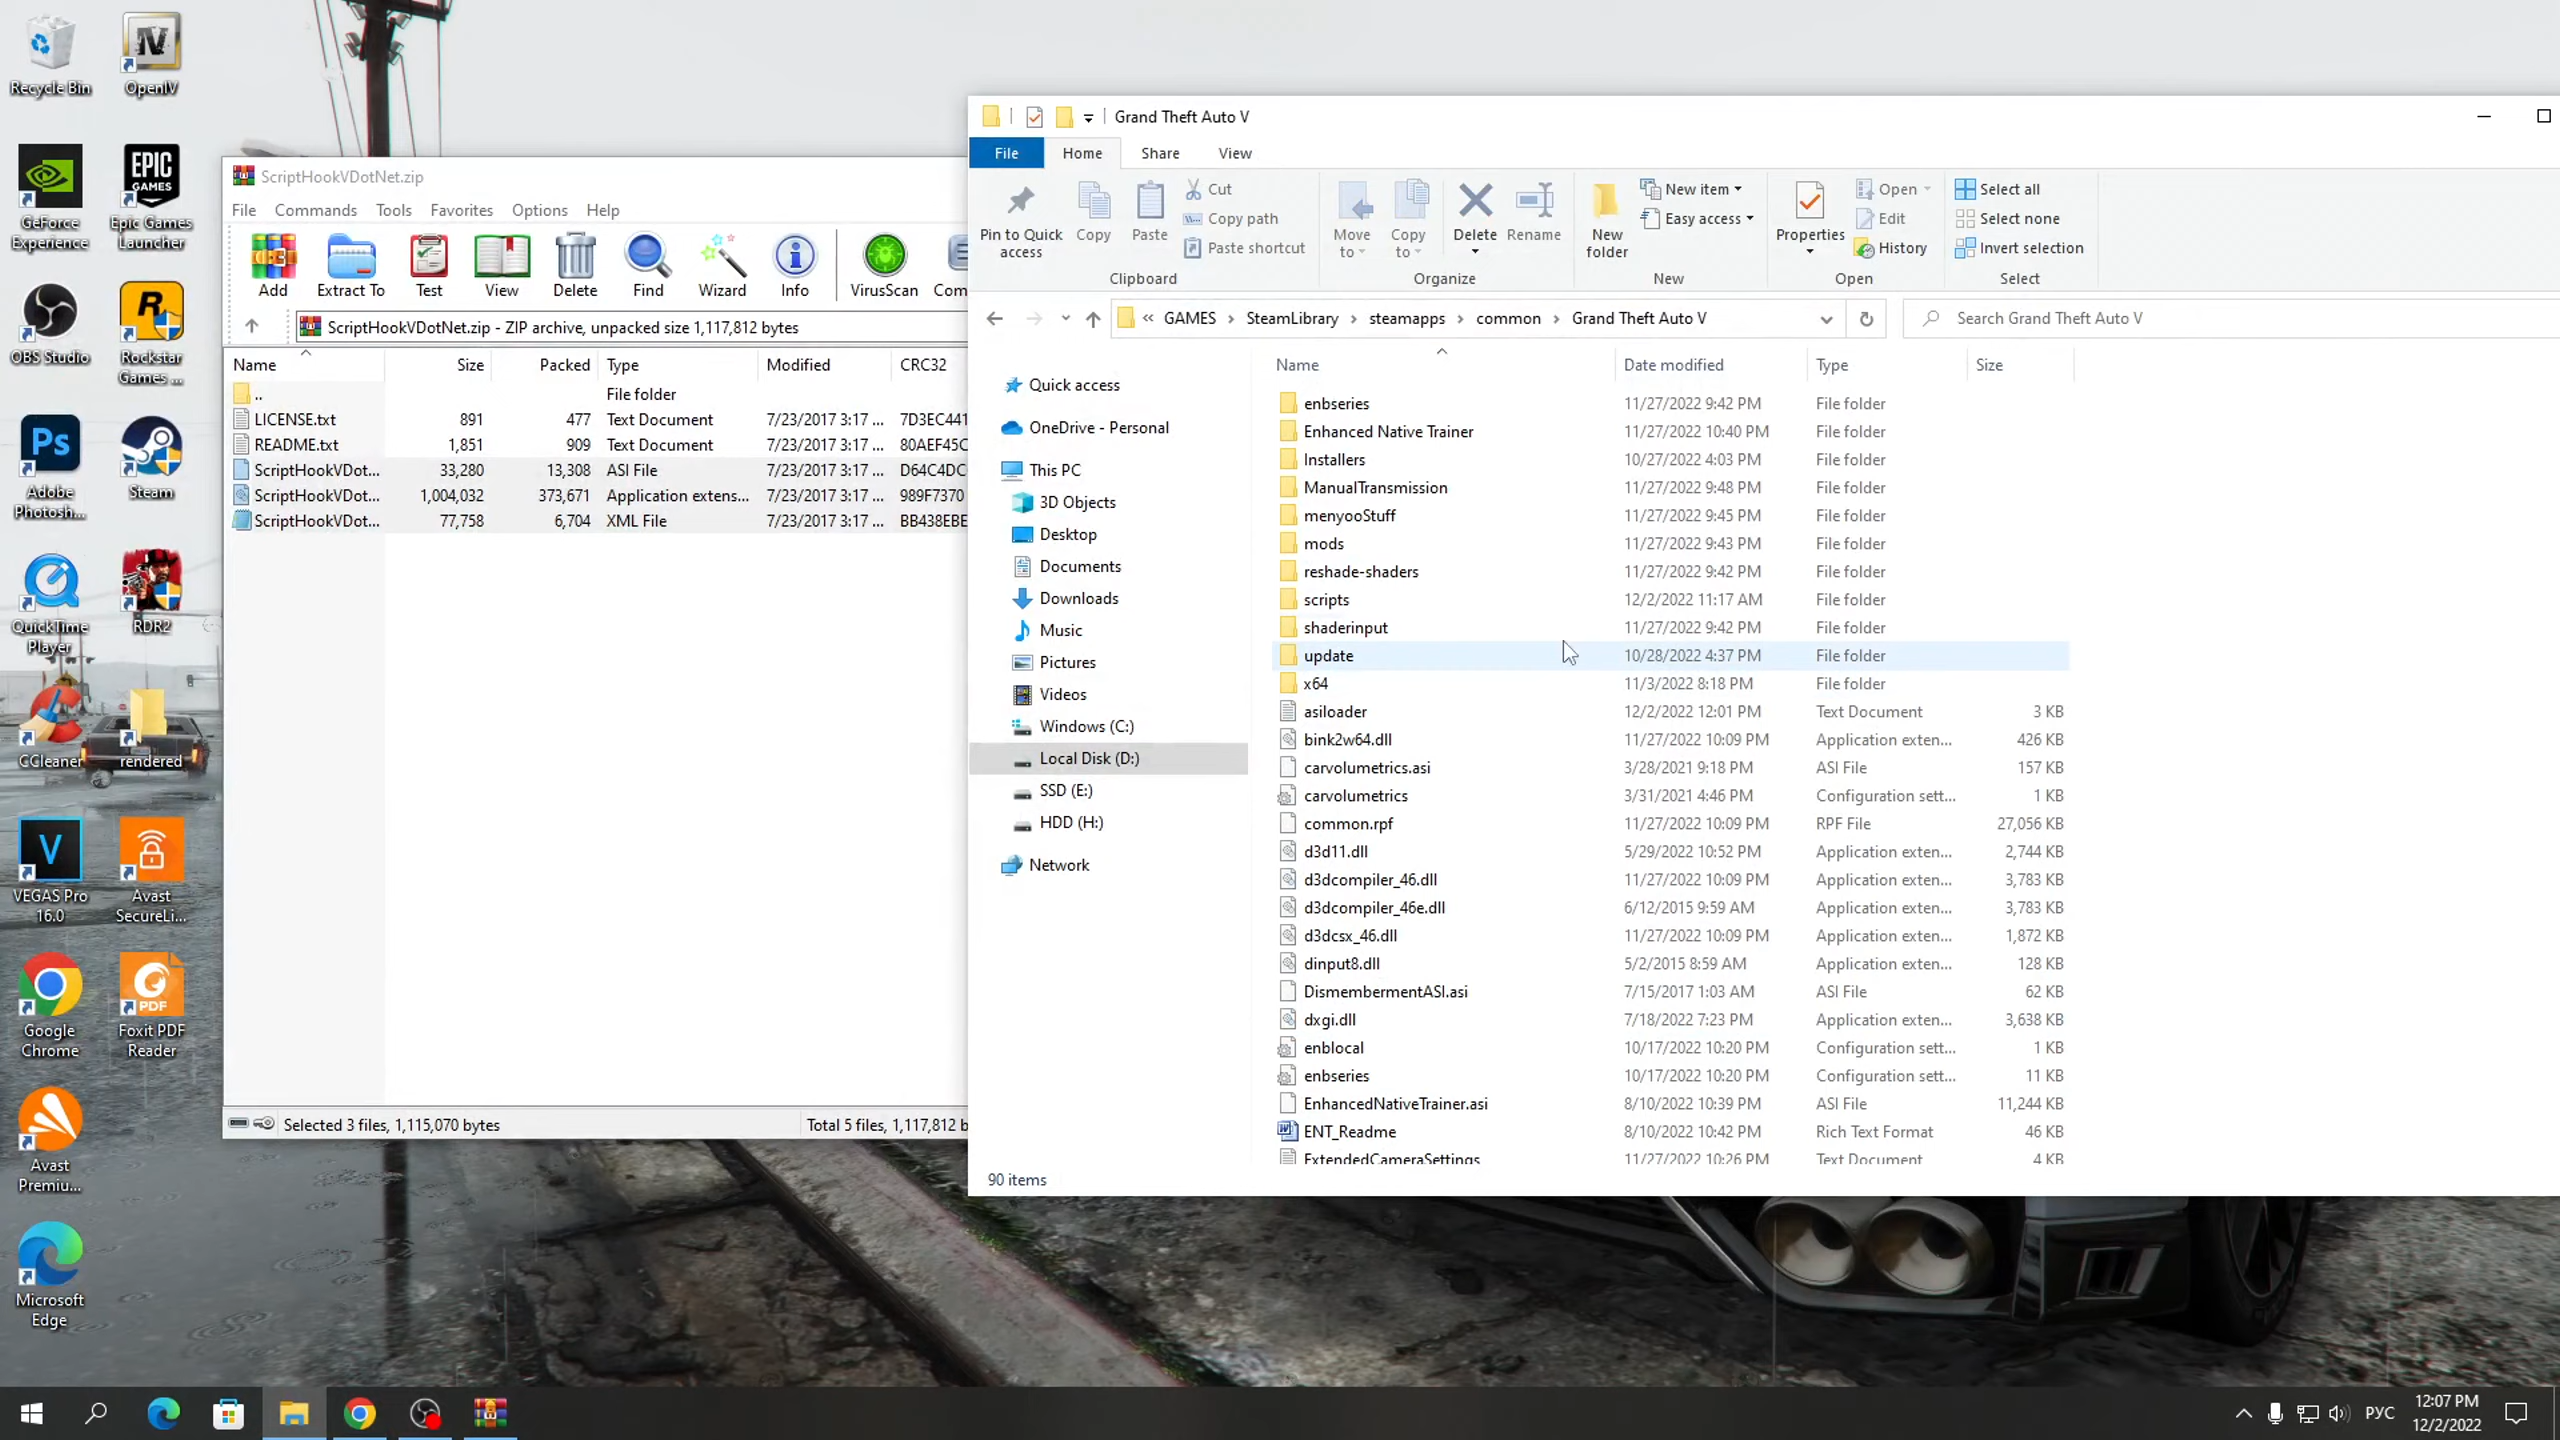 Recycle Bin
OpenIV
GeForce
Experience
Epic Games
Launcher
OBS Studio
Rockstar
Games ...
Adobe
Photosh...
Steam
QuickTime
Player
RDR2
CCleaner
rendered
VEGAS Pro
16.0
Avast
SecureLi...
Google
Chrome
Foxit PDF
Reader
Avast
Premiu...
Microsoft
Edge
ScriptHookVDotNet.zip
File Commands Tools Favorites Options Help
Add Extract To Test View Delete Find Wizard Info VirusScan Com
ScriptHookVDotNet.zip - ZIP archive, unpacked size 1,117,812 bytes
Name Size Packed Type Modified CRC32
.. File folder
LICENSE.txt 891 477 Text Document 7/23/2017 3:17 ... 7D3EC441
README.txt 1,851 909 Text Document 7/23/2017 3:17 ... 80AEF45C
ScriptHookVDot... 33,280 13,308 ASI File 7/23/2017 3:17 ... D64C4DC
ScriptHookVDot... 1,004,032 373,671 Application extens... 7/23/2017 3:17 ... 989F7370
ScriptHookVDot... 77,758 6,704 XML File 7/23/2017 3:17 ... BB438EBE
Selected 3 files, 1,115,070 bytes
Total 5 files, 1,117,812 b
Grand Theft Auto V
File Home Share View
Pin to Quick
access
Copy
Paste
Cut
Copy path
Paste shortcut
Clipboard
Move
to
Copy
to
Delete
Rename
Organize
New
folder
New item
Easy access
New
Properties
Open
Edit
History
Open
Select all
Select none
Invert selection
Select
« GAMES > SteamLibrary > steamapps > common > Grand Theft Auto V
Search Grand Theft Auto V
Quick access
OneDrive - Personal
This PC
3D Objects
Desktop
Documents
Downloads
Music
Pictures
Videos
Windows (C:)
Local Disk (D:)
SSD (E:)
HDD (H:)
Network
Name Date modified Type Size
enbseries 11/27/2022 9:42 PM File folder
Enhanced Native Trainer 11/27/2022 10:40 PM File folder
Installers 10/27/2022 4:03 PM File folder
ManualTransmission 11/27/2022 9:48 PM File folder
menyooStuff 11/27/2022 9:45 PM File folder
mods 11/27/2022 9:43 PM File folder
reshade-shaders 11/27/2022 9:42 PM File folder
scripts 12/2/2022 11:17 AM File folder
shaderinput 11/27/2022 9:42 PM File folder
update 10/28/2022 4:37 PM File folder
x64 11/3/2022 8:18 PM File folder
asiloader 12/2/2022 12:01 PM Text Document 3 KB
bink2w64.dll 11/27/2022 10:09 PM Application exten... 426 KB
carvolumetrics.asi 3/28/2021 9:18 PM ASI File 157 KB
carvolumetrics 3/31/2021 4:46 PM Configuration sett... 1 KB
common.rpf 11/27/2022 10:09 PM RPF File 27,056 KB
d3d11.dll 5/29/2022 10:52 PM Application exten... 2,744 KB
d3dcompiler_46.dll 11/27/2022 10:09 PM Application exten... 3,783 KB
d3dcompiler_46e.dll 6/12/2015 9:59 AM Application exten... 3,783 KB
d3dcsx_46.dll 11/27/2022 10:09 PM Application exten... 1,872 KB
dinput8.dll 5/2/2015 8:59 AM Application exten... 128 KB
DismembermentASI.asi 7/15/2017 1:03 AM ASI File 62 KB
dxgi.dll 7/18/2022 7:23 PM Application exten... 3,638 KB
enblocal 10/17/2022 10:20 PM Configuration sett... 1 KB
enbseries 10/17/2022 10:20 PM Configuration sett... 11 KB
EnhancedNativeTrainer.asi 8/10/2022 10:39 PM ASI File 11,244 KB
ENT_Readme 8/10/2022 10:42 PM Rich Text Format 46 KB
ExtendedCameraSettings 11/27/2022 10:26 PM Text Document 4 KB
90 items
РУС
12:07 PM
12/2/2022